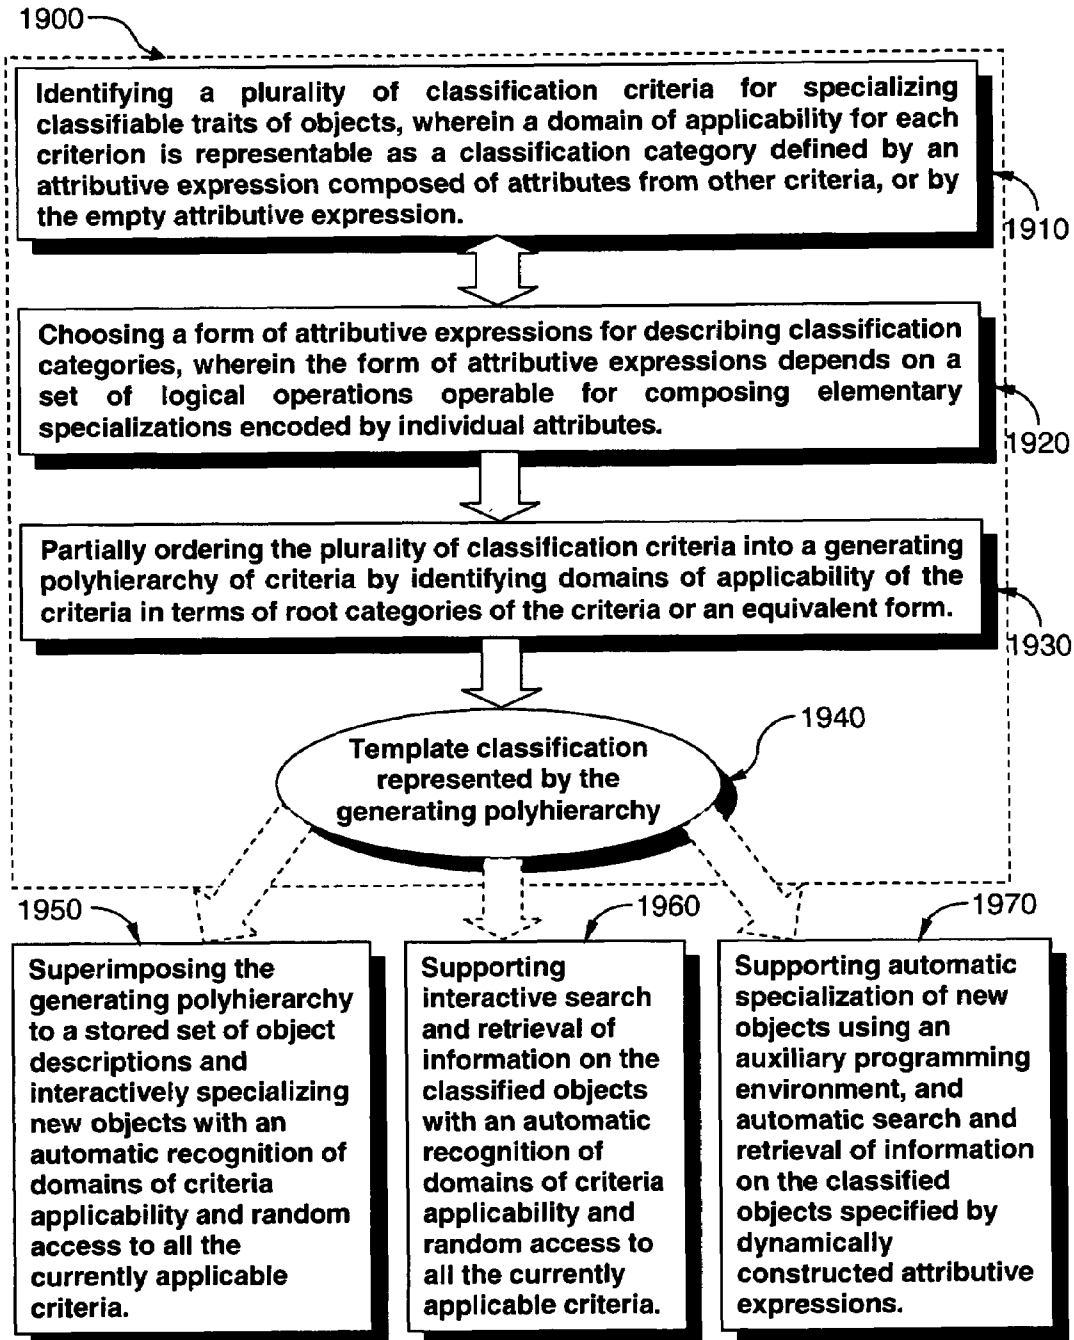 1900
Identifying a plurality of classification criteria for specializing
classifiable traits of objects, wherein a domain of applicability for each
criterion is representable as a classification category defined by an
attributive expression composed of attributes from other criteria, or by
the empty attributive expression.
1910
Choosing a form of attributive expressions for describing classification
categories, wherein the form of attributive expressions depends on a
set of logical operations operable for composing elementary
specializations encoded by individual attributes.
1920
Partially ordering the plurality of classification criteria into a generating
polyhierarchy of criteria by identifying domains of applicability of the
criteria in terms of root categories of the criteria or an equivalent form.
1930
1940
Template classification
represented by the
generating polyhierarchy
1950
Superimposing the
generating polyhierarchy
to a stored set of object
descriptions and
interactively specializing
new objects with an
automatic recognition of
domains of criteria
applicability and random
access to all the
currently applicable
criteria.
1960
Supporting
interactive search
and retrieval of
information on the
classified objects
with an automatic
recognition of
domains of criteria
applicability and
random access to
all the currently
applicable criteria.
1970
Supporting automatic
specialization of new
objects using an
auxiliary programming
environment, and
automatic search and
retrieval of information
on the classified
objects specified by
dynamically
constructed attributive
expressions.